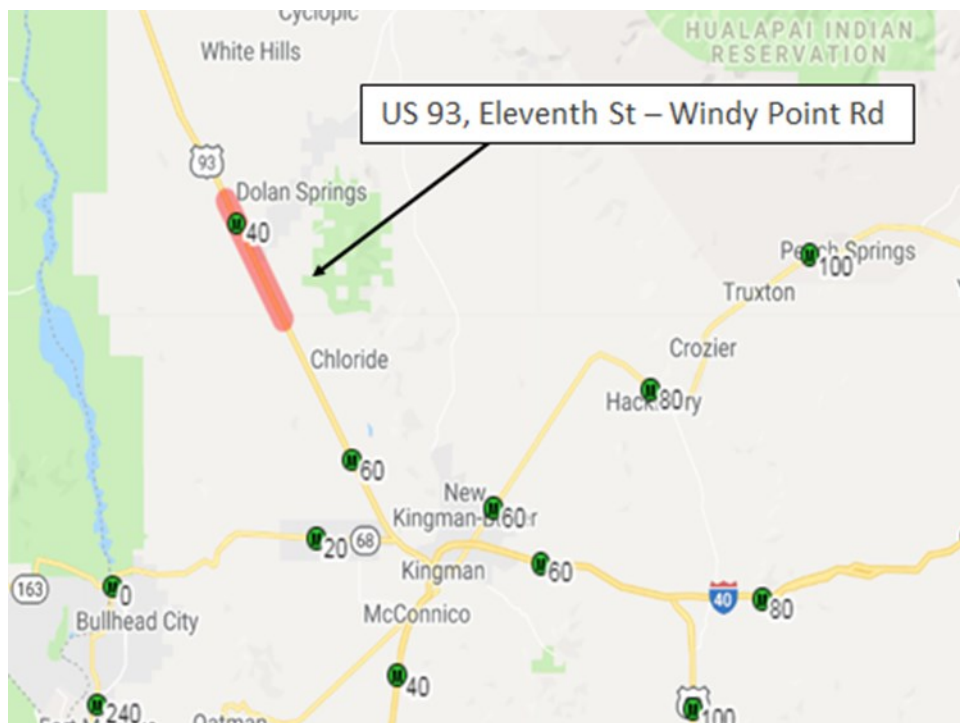 Cyclopic
White Hills
HUALAPAI INDIAN
RESERVATION
US 93, Eleventh St – Windy Point Rd
93
Dolan Springs
40
Peach Springs
100
Truxton
Chloride
Crozier
80
60
New
Kingman-Butler
60
20
68
60
Kingman
163
0
Bullhead City
McConnico
40
80
40
240
Oatman
100